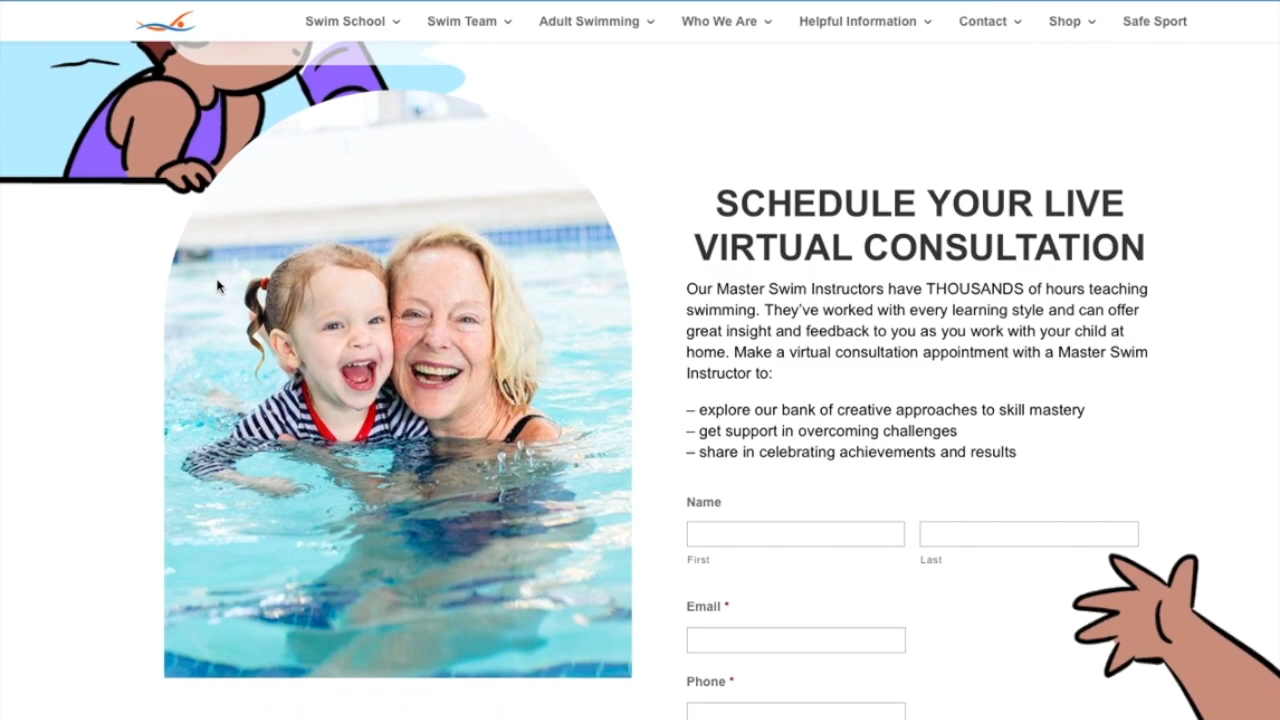 Swim School Swim Team Adult Swimming Who We Are Helpful Information Contact Shop Safe Sport
SCHEDULE YOUR LIVE
VIRTUAL CONSULTATION
Our Master Swim Instructors have THOUSANDS of hours teaching
swimming. They’ve worked with every learning style and can offer
great insight and feedback to you as you work with your child at
home. Make a virtual consultation appointment with a Master Swim
Instructor to:
– explore our bank of creative approaches to skill mastery
– get support in overcoming challenges
– share in celebrating achievements and results
Name
First Last
Email *
Phone *